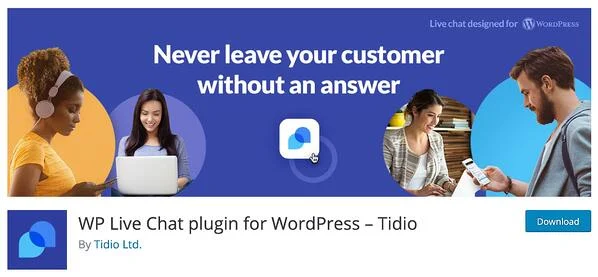 Live chat designed for WORDPRESS
Never leave your customer
without an answer
WP Live Chat plugin for WordPress – Tidio
Download
By Tidio Ltd.